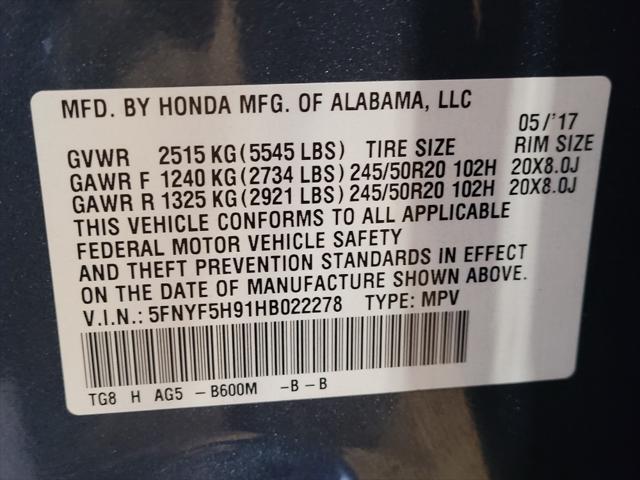 MFD. BY HONDA MFG. OF ALABAMA, LLC
05/'17
GVWR 2515 KG(5545 LBS) TIRE SIZE RIM SIZE
GAWR F 1240 KG(2734 LBS)245/50R20 102H 20X8.0J
GAWR R 1325 KG(2921 LBS)245/50R20 102H 20X8.0J
THIS VEHICLE CONFORMS TO ALL APPLICABLE
FEDERAL MOTOR VEHICLE SAFETY
AND THEFT PREVENTION STANDARDS IN EFFECT
ON THE DATE OF MANUFACTURE SHOWN ABOVE.
V.I.N.: 5FNYF5H91HB022278 TYPE: MPV
TG8 H AG5 -B600M -B-B